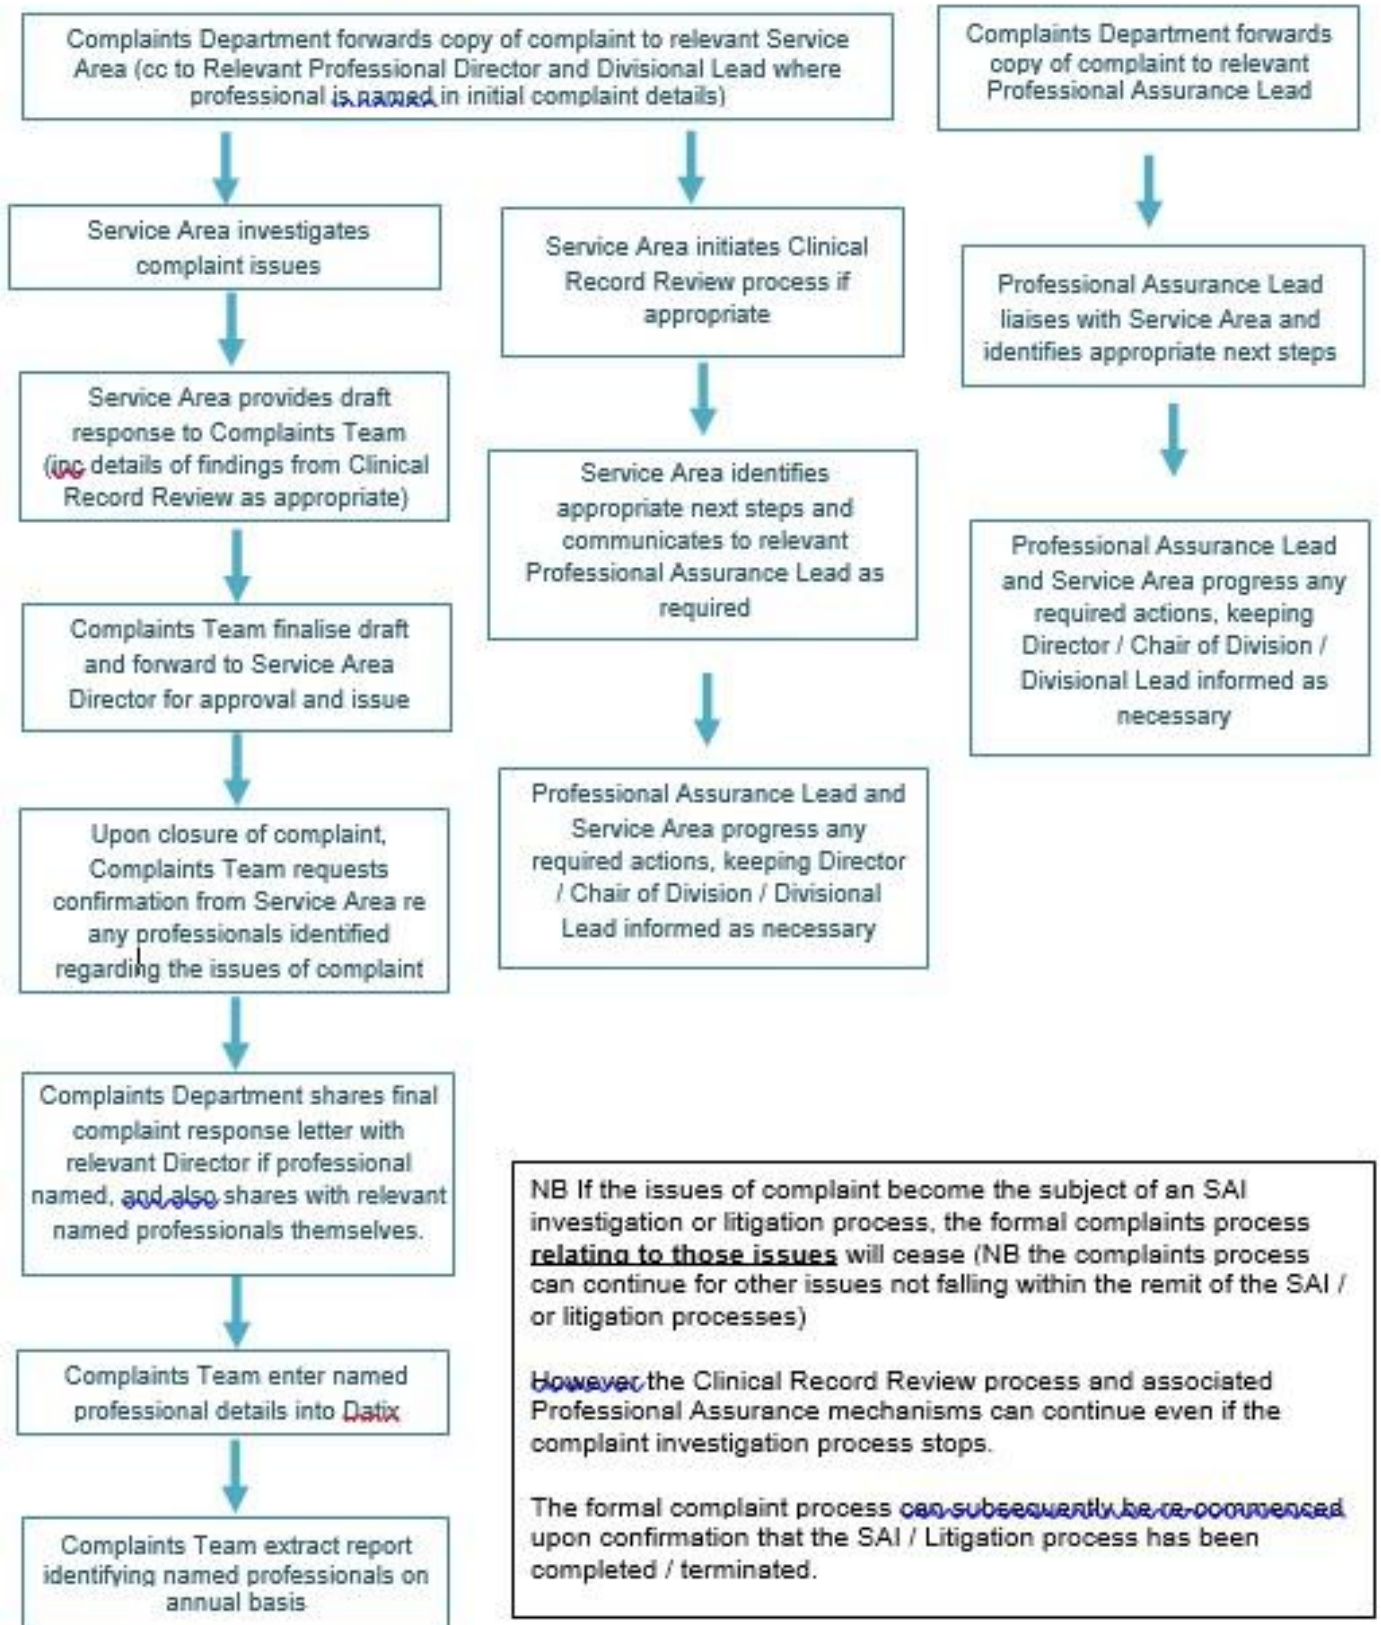 Complaints Department forwards copy of complaint to relevant Service
Area (cc to Relevant Professional Director and Divisional Lead where
professional is named in initial complaint details)
Service Area investigates
complaint issues
Service Area provides draft
response to Complaints Team
(inc details of findings from Clinical
Record Review as appropriate)
Complaints Team finalise draft
and forward to Service Area
Director for approval and issue
Upon closure of complaint,
Complaints Team requests
confirmation from Service Area re
any professionals identified
regarding the issues of complaint
Complaints Department shares final
complaint response letter with
relevant Director if professional
named, and also shares with relevant
named professionals themselves.
Complaints Team enter named
professional details into Datix
Complaints Team extract report
identifying named professionals on
annual basis
Service Area initiates Clinical
Record Review process if
appropriate
Service Area identifies
appropriate next steps and
communicates to relevant
Professional Assurance Lead as
required
Professional Assurance Lead and
Service Area progress any
required actions, keeping Director
/ Chair of Division / Divisional
Lead informed as necessary
Complaints Department forwards
copy of complaint to relevant
Professional Assurance Lead
Professional Assurance Lead
liaises with Service Area and
identifies appropriate next steps
Professional Assurance Lead
and Service Area progress any
required actions, keeping
Director / Chair of Division /
Divisional Lead informed as
necessary
NB If the issues of complaint become the subject of an SAI
investigation or litigation process, the formal complaints process
relating to those issues will cease (NB the complaints process
can continue for other issues not falling within the remit of the SAI /
or litigation processes)
However the Clinical Record Review process and associated
Professional Assurance mechanisms can continue even if the
complaint investigation process stops.
The formal complaint process can subsequently be re-commenced
upon confirmation that the SAI / Litigation process has been
completed / terminated.